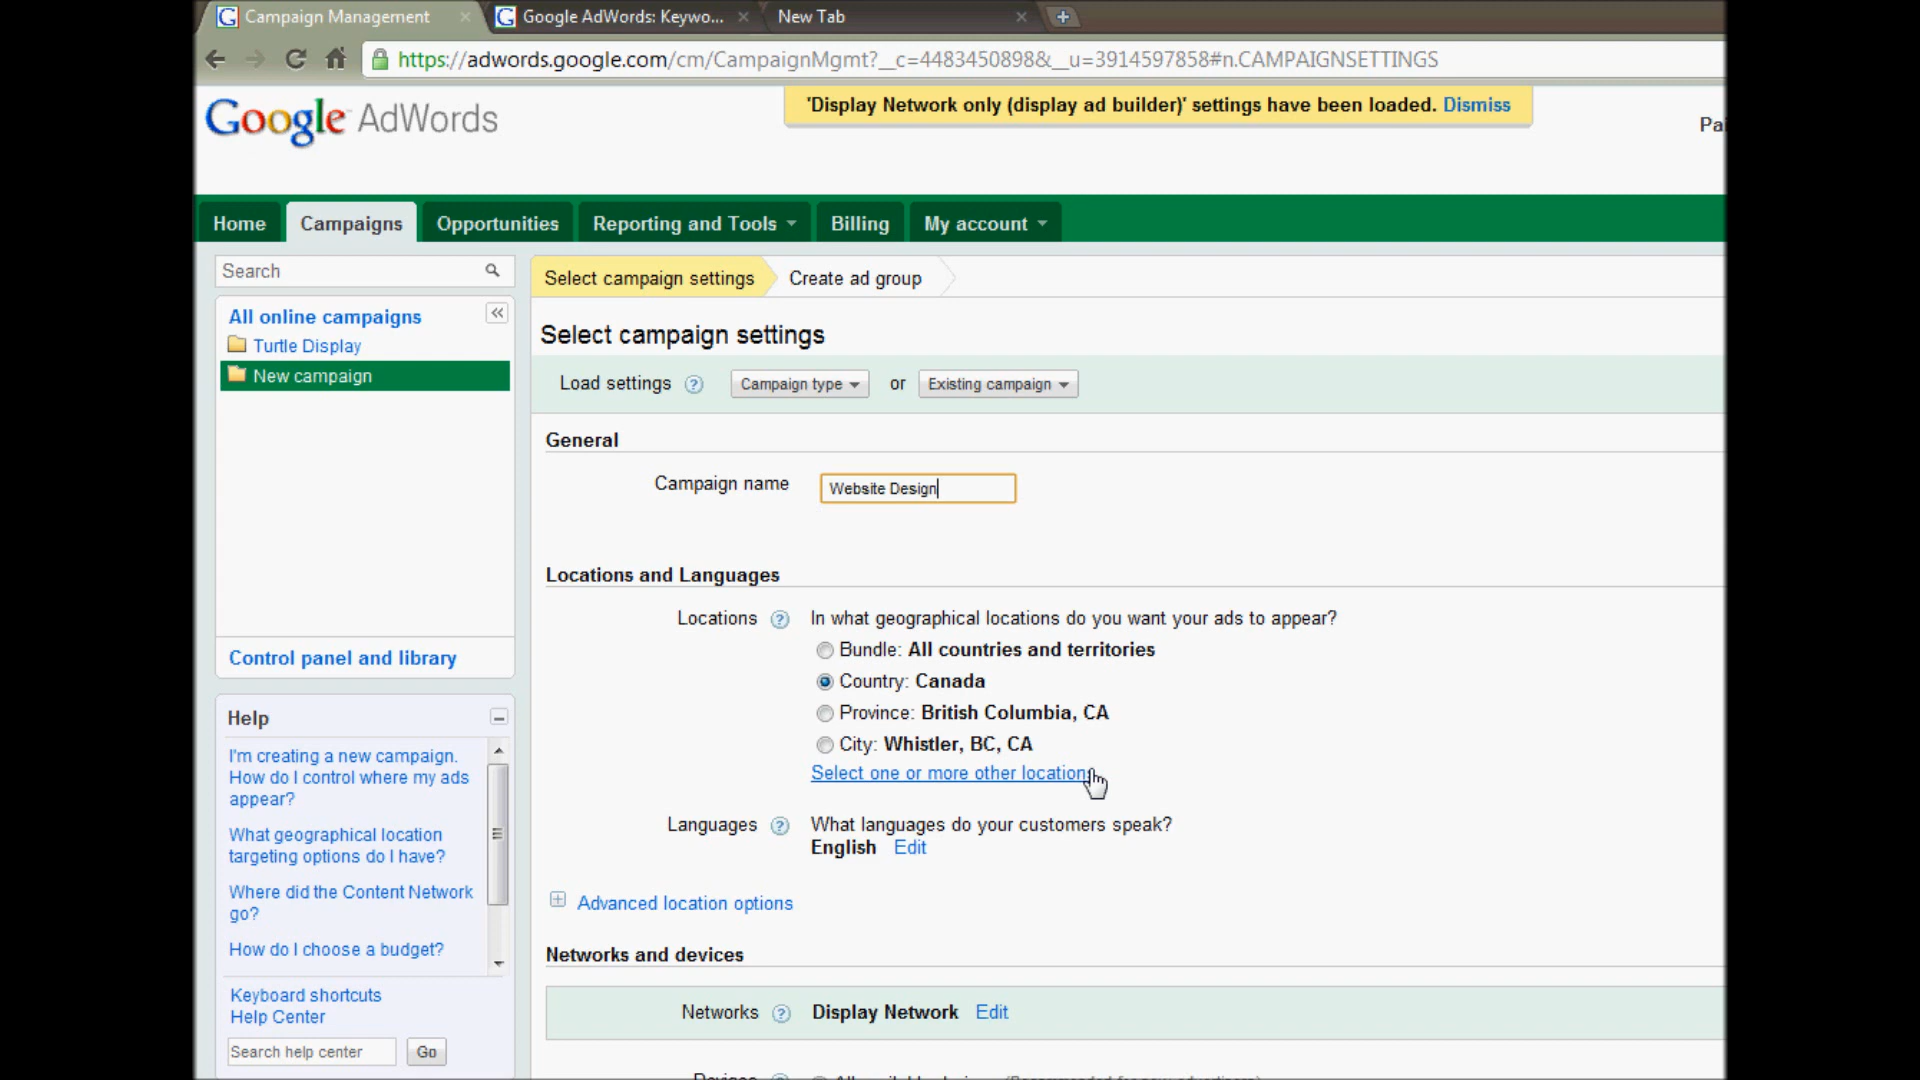 Campaign Management
Google AdWords: Keywo...
New Tab
https://adwords.google.com/cm/CampaignMgmt?__c=4483450898&__u=3914597858#n.CAMPAIGNSETTINGS
Google AdWords
'Display Network only (display ad builder)' settings have been loaded. Dismiss
Home
Campaigns
Opportunities
Reporting and Tools
Billing
My account
Search
All online campaigns
Turtle Display
New campaign
Control panel and library
Help
I'm creating a new campaign.
How do I control where my ads
appear?
What geographical location
targeting options do I have?
Where did the Content Network
go?
How do I choose a budget?
Keyboard shortcuts
Help Center
Search help center
Go
Select campaign settings
Create ad group
Select campaign settings
Load settings ? Campaign type or Existing campaign
General
Campaign name Website Design
Locations and Languages
Locations ? In what geographical locations do you want your ads to appear?
Bundle: All countries and territories
Country: Canada
Province: British Columbia, CA
City: Whistler, BC, CA
Select one or more other location
Languages ? What languages do your customers speak?
English Edit
Advanced location options
Networks and devices
Networks ? Display Network Edit